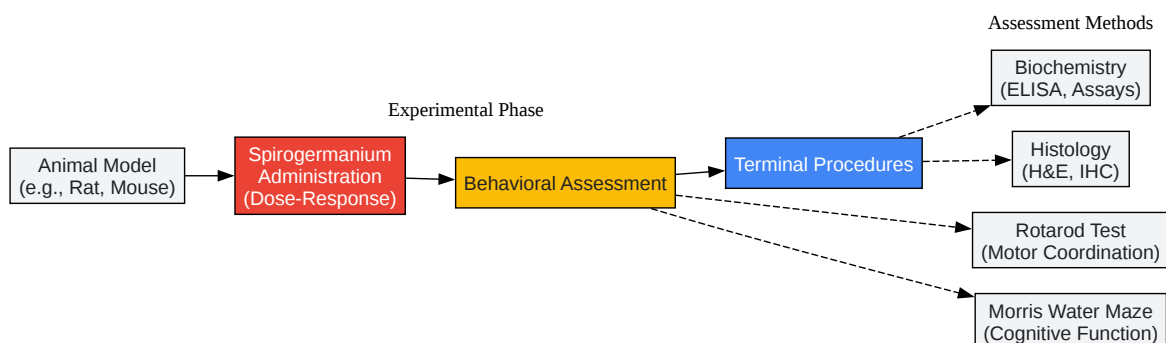 Assessment Methods
Biochemistry
(ELISA, Assays)
Experimental Phase
Animal Model
(e.g., Rat, Mouse)
Spirogermanium
Administration
(Dose-Response)
Behavioral Assessment
Terminal Procedures
Histology
(H&E, IHC)
Rotarod Test
(Motor Coordination)
Morris Water Maze
(Cognitive Function)